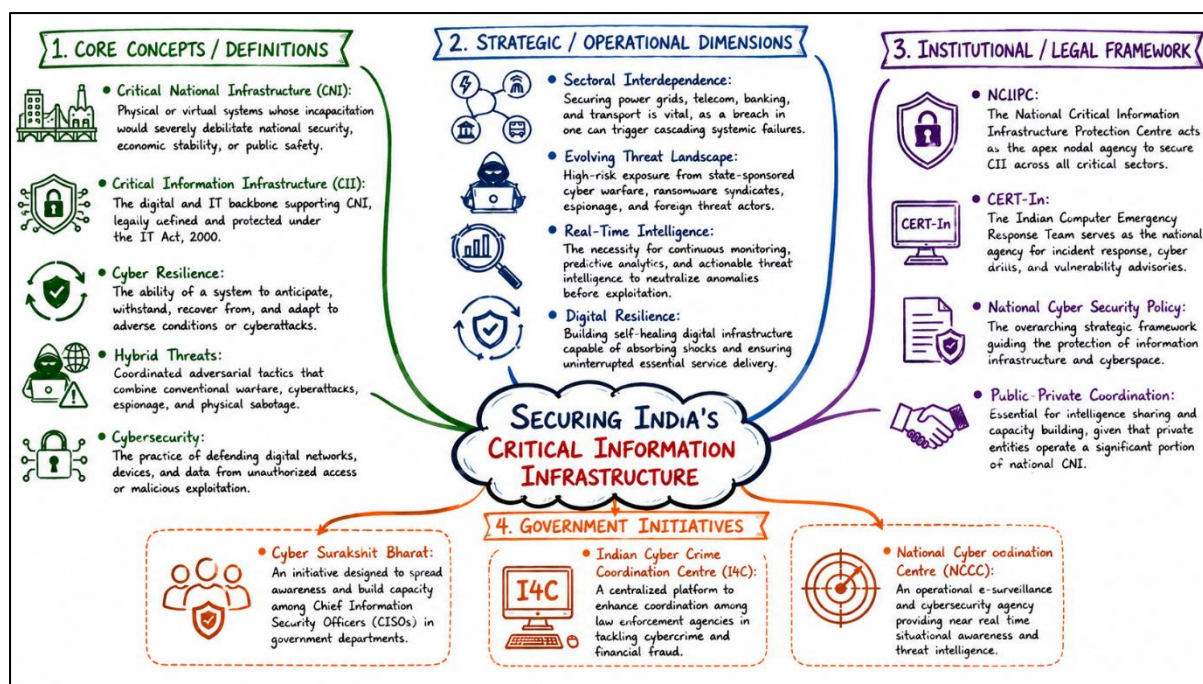 1. CORE CONCEPTS / DEFINITIONS
Critical National Infrastructure (CNI):
Physical or virtual systems whose incapacitation
would severely debilitate national security,
economic stability, or public safety.
Critical Information Infrastructure (CII):
The digital and IT backbone supporting CNI,
legally defined and protected under
the IT Act, 2000.
Cyber Resilience:
The ability of a system to anticipate,
withstand, recover from, and adapt to
adverse conditions or cyberattacks.
Hybrid Threats:
Coordinated adversarial tactics that
combine conventional warfare, cyberattacks,
espionage, and physical sabotage.
Cybersecurity:
The practice of defending digital networks,
devices, and data from unauthorized access
or malicious exploitation.
2. STRATEGIC / OPERATIONAL DIMENSIONS
Sectoral Interdependence:
Securing power grids, telecom, banking,
and transport is vital, as a breach in
one can trigger cascading systemic failures.
Evolving Threat Landscape:
High-risk exposure from state-sponsored
cyber warfare, ransomware syndicates,
espionage, and foreign threat actors.
Real-Time Intelligence:
The necessity for continuous monitoring,
predictive analytics, and actionable threat
intelligence to neutralize anomalies
before exploitation.
Digital Resilience:
Building self-healing digital infrastructure
capable of absorbing shocks and ensuring
uninterrupted essential service delivery.
3. INSTITUTIONAL / LEGAL FRAMEWORK
NCIIPC:
The National Critical Information
Infrastructure Protection Centre acts
as the apex nodal agency to secure
CII across all critical sectors.
CERT-In
CERT-In:
The Indian Computer Emergency
Response Team serves as the national
agency for incident response, cyber
drills, and vulnerability advisories.
National Cyber Security Policy:
The overarching strategic framework
guiding the protection of information
infrastructure and cyberspace.
Public-Private Coordination:
Essential for intelligence sharing and
capacity building, given that private
entities operate a significant portion
of national CNI.
SECURING INDIA'S
CRITICAL INFORMATION
INFRASTRUCTURE
4. GOVERNMENT INITIATIVES
Cyber Surakshit Bharat:
An initiative designed to spread
awareness and build capacity
among Chief Information
Security Officers (CISOs) in
government departments.
I4C
Indian Cyber Crime
Coordination Centre (I4C):
A centralized platform to
enhance coordination among
law enforcement agencies in
tackling cybercrime and
financial fraud.
National Cyber oodination
Centre (NCCC):
An operational e-surveillance
and cybersecurity agency
providing near real time
situational awareness and
threat intelligence.